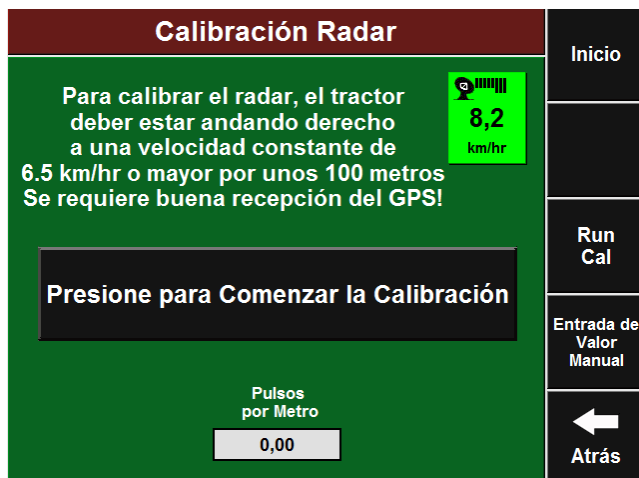 Calibración Radar
Para calibrar el radar, el tractor
deber estar andando derecho
a una velocidad constante de
6.5 km/hr o mayor por unos 100 metros
Se requiere buena recepción del GPS!
8,2
km/hr
Presione para Comenzar la Calibración
Pulsos
por Metro
0,00
Inicio
Run
Cal
Entrada de
Valor
Manual
Atrás